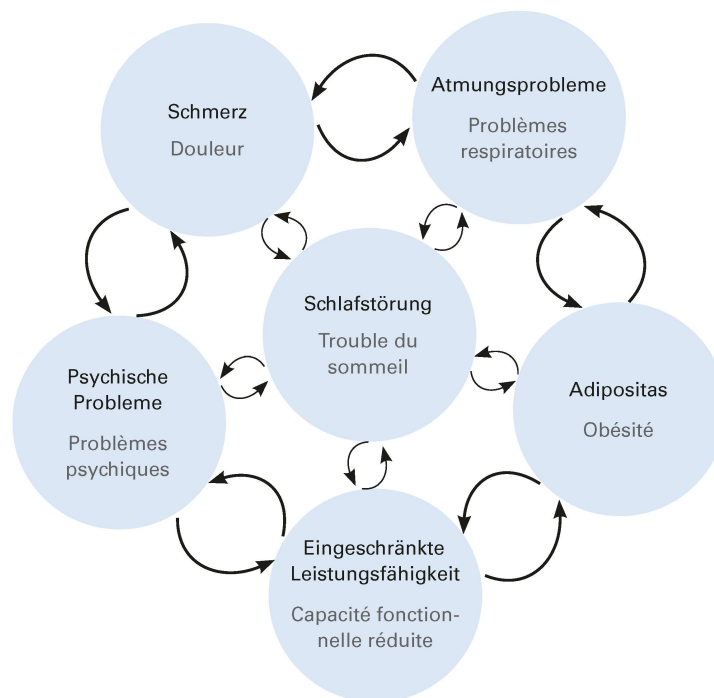 Schmerz
Douleur
Atmungsprobleme
Problèmes
respiratoires
Schlafstörung
Trouble du
sommeil
Psychische
Probleme
Problèmes
psychiques
Adipositas
Obésité
Eingeschränkte
Leistungsfähigkeit
Capacité fonction-
nelle réduite